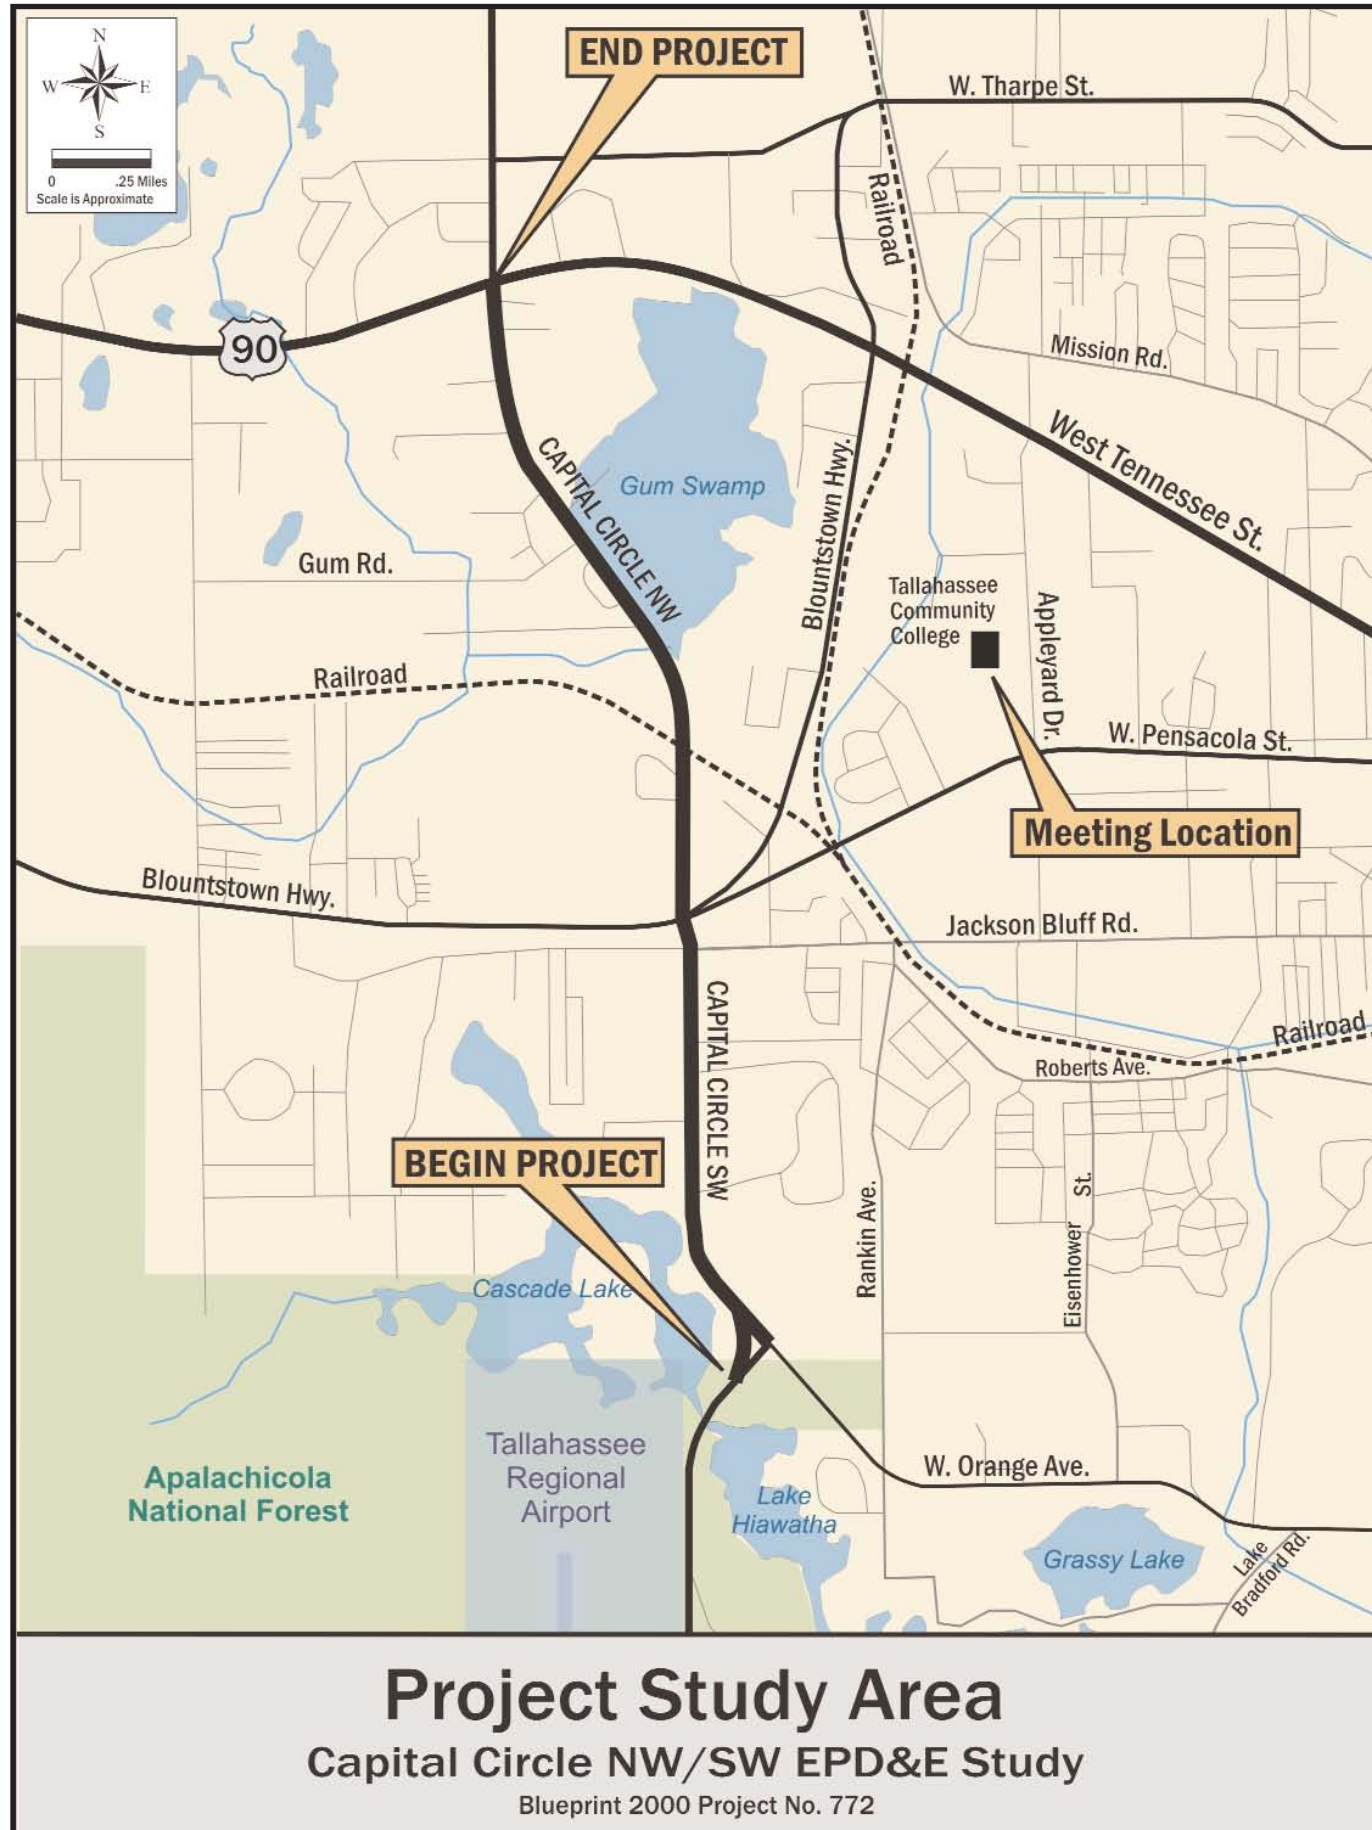 N
W E
S
0 .25 Miles
Scale is Approximate
END PROJECT
W. Tharpe St.
Railroad
90
Mission Rd.
West Tennessee St.
CAPITAL CIRCLE NW
Gum Swamp
Blountstown Hwy.
Gum Rd.
Tallahassee
Community
College
Appleyard Dr.
Railroad
W. Pensacola St.
Meeting Location
Blountstown Hwy.
Jackson Bluff Rd.
CAPITAL CIRCLE SW
Railroad
Roberts Ave.
BEGIN PROJECT
Rankin Ave.
Eisenhower St.
Cascade Lake
Apalachicola
National Forest
Tallahassee
Regional
Airport
W. Orange Ave.
Lake
Hiawatha
Grassy Lake
Lake
Bradford Rd.
Project Study Area
Capital Circle NW/SW EPD&E Study
Blueprint 2000 Project No. 772